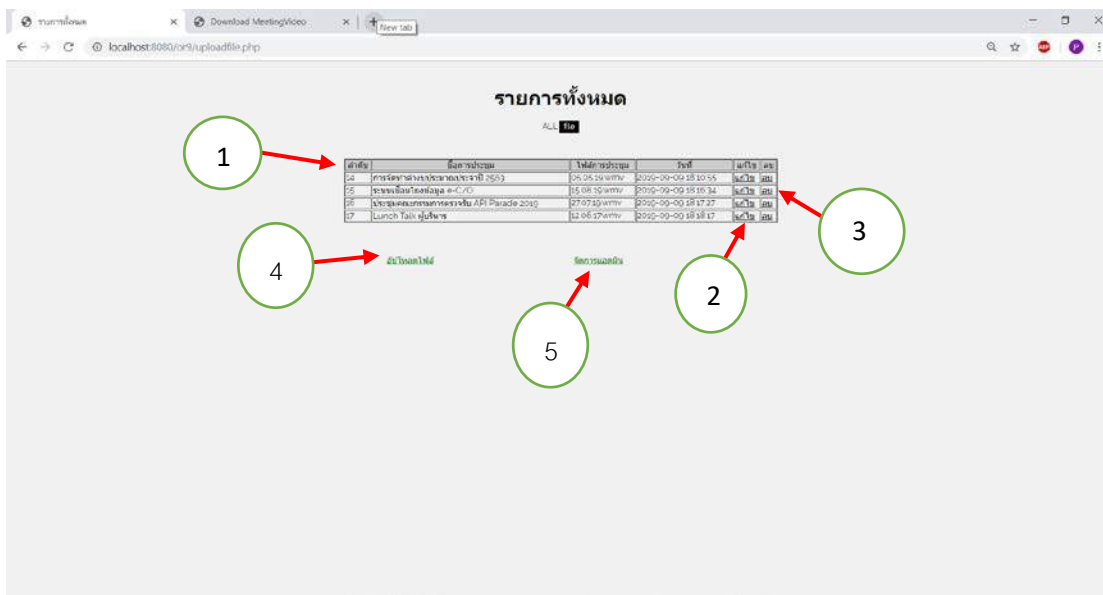 รายการทั้งหมด × Download MeetingVideo × +
New tab
localhost:8080/or9/uploadfile.php
รายการทั้งหมด
ALL file
1
ลำดับ ชื่อการประชุม ไฟล์การประชุม วันที่ แก้ไข ลบ
14 การจัดทำคำของบประมาณประจำปี 2563 05.05.19.wmv 2019-09-09 18:10:55 แก้ไข ลบ
15 ระบบเชื่อมโยงข้อมูล e-C/O 15.08.19.wmv 2019-09-09 18:16:34 แก้ไข ลบ
16 ประชุมคณะกรรมการตรวจรับ API Parade 2019 27.07.19.wmv 2019-09-09 18:17:27 แก้ไข ลบ
17 Lunch Talk ผู้บริหาร 12.06.17.wmv 2019-09-09 18:18:17 แก้ไข ลบ
3
4
อัปโหลดไฟล์ จัดการแอดมิน
2
5